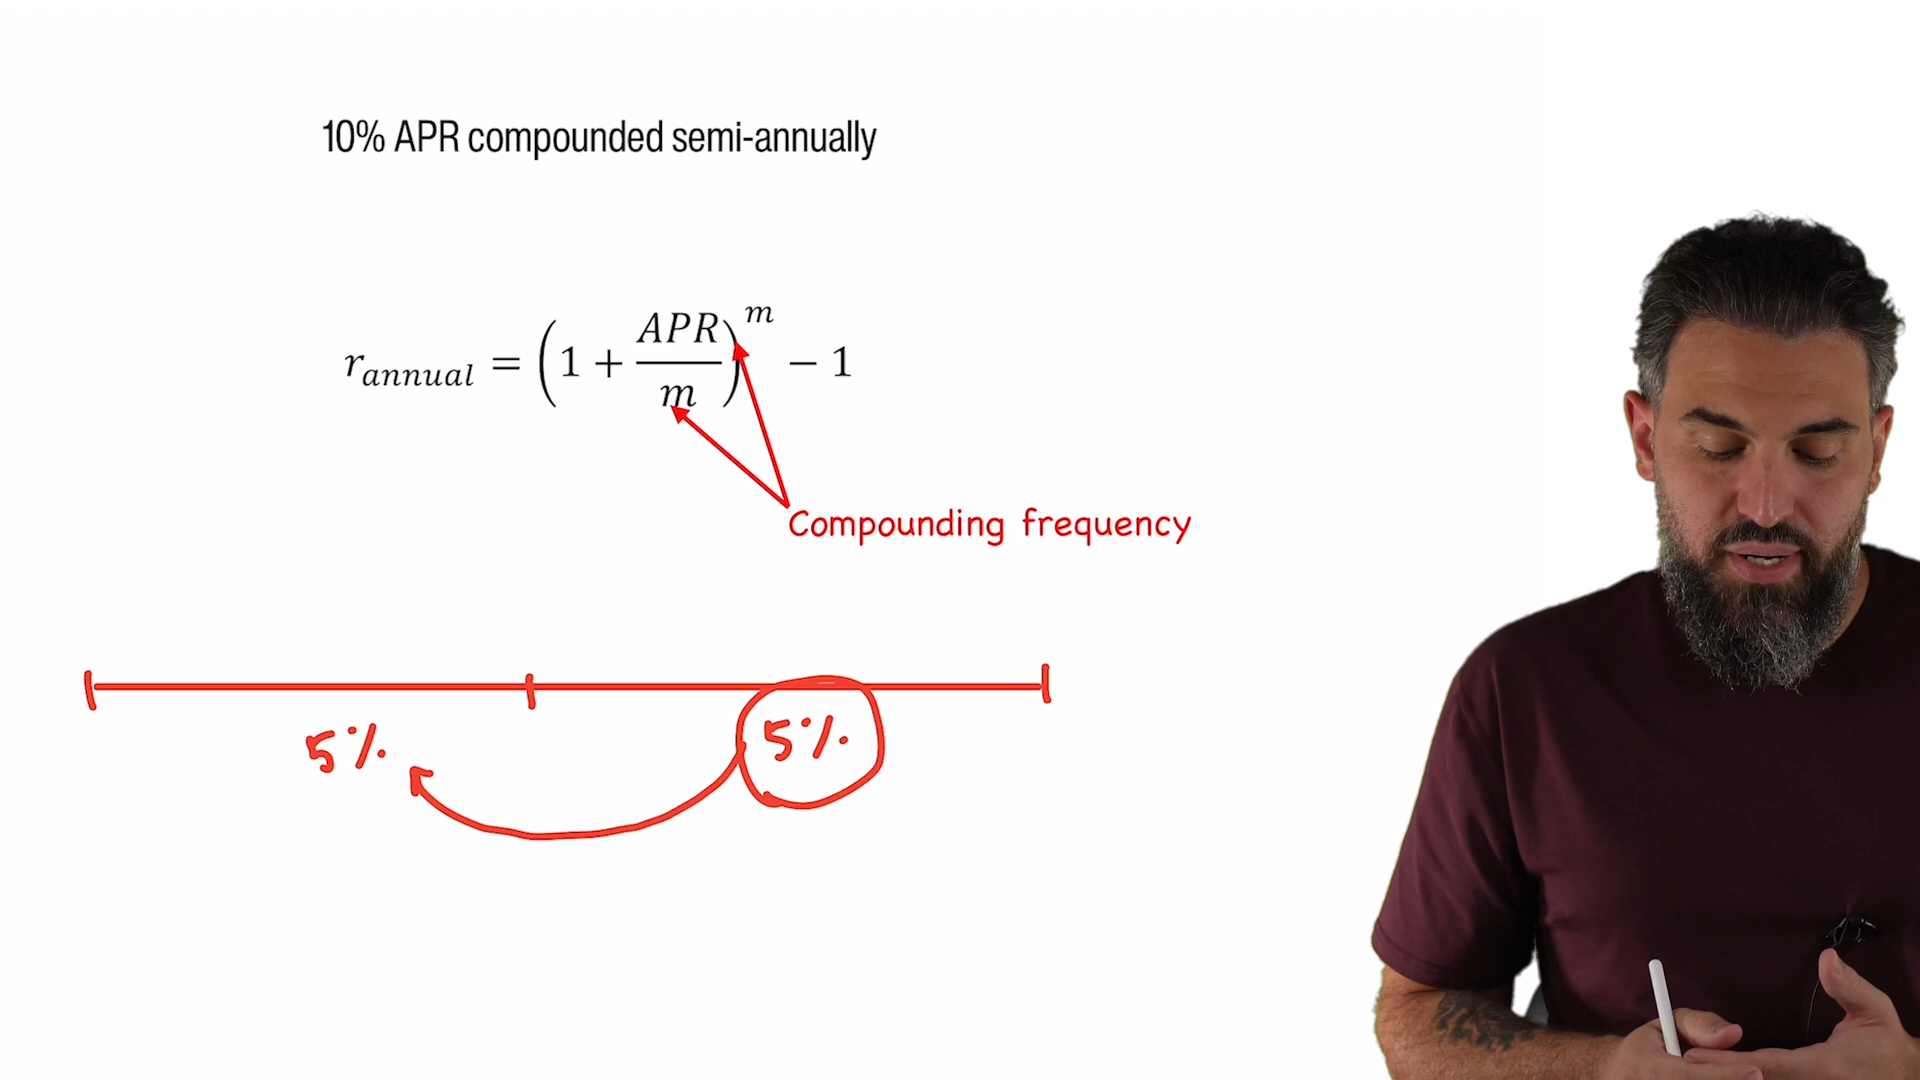 10% APR compounded semi-annually
r_annual = (1 + APR/m)^m − 1
Compounding frequency
5% 5%